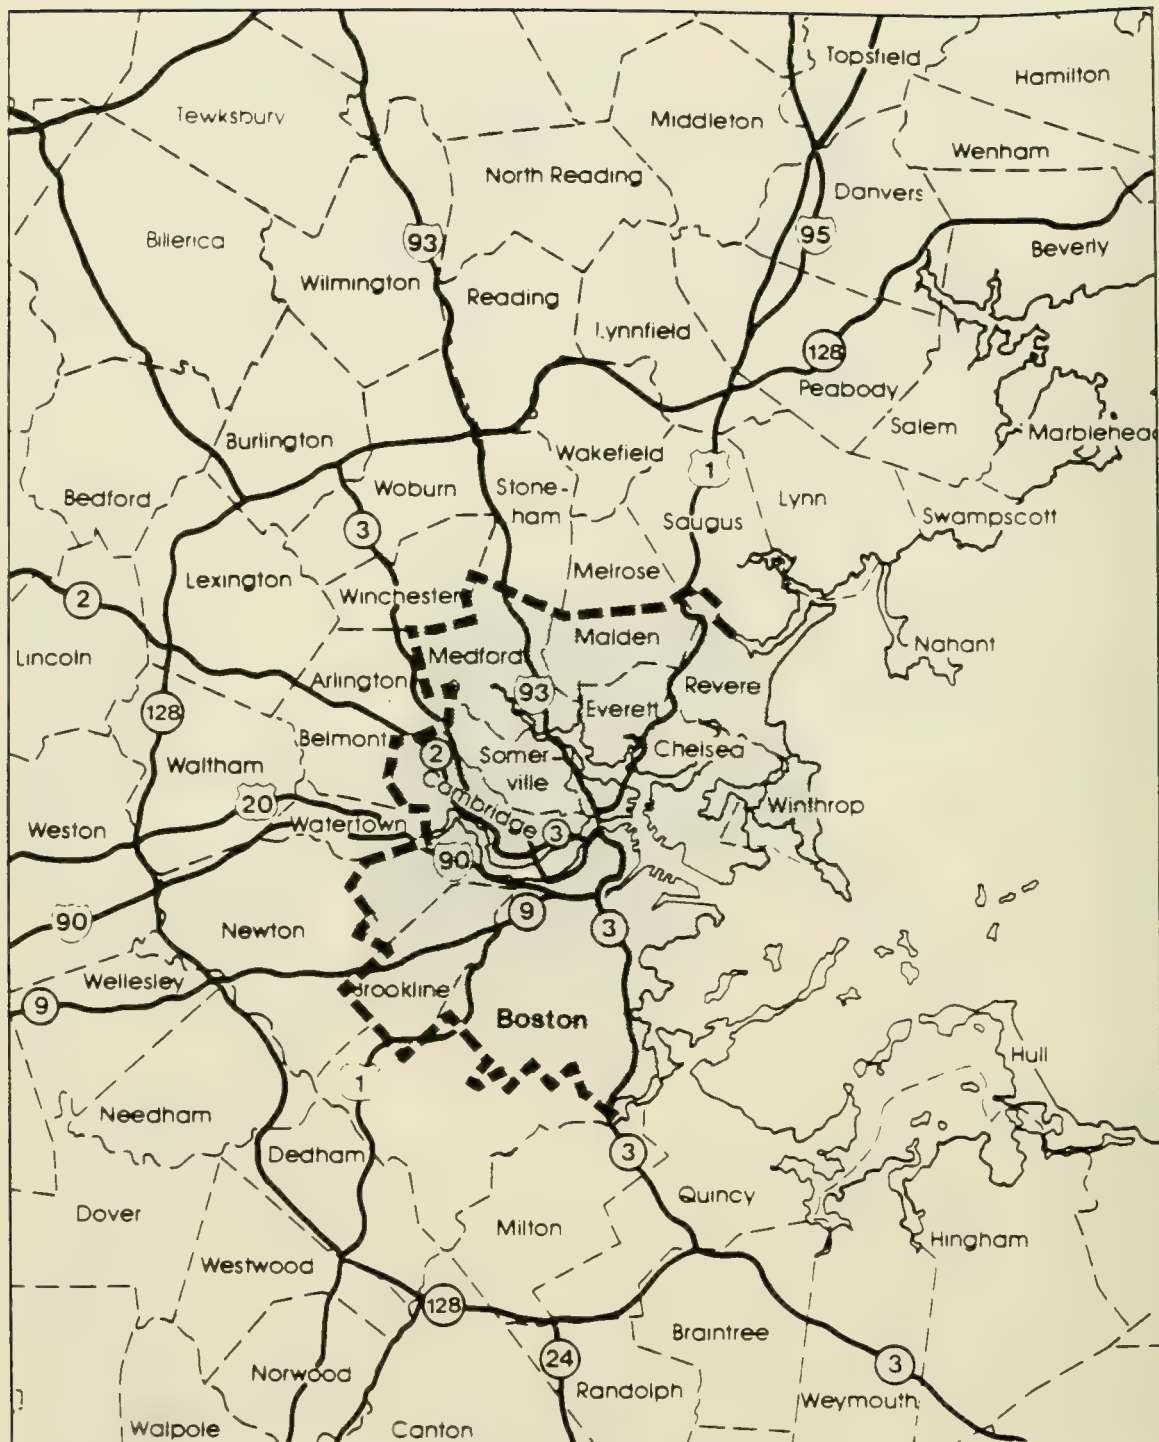 Topsfield
Hamilton
Tewksbury
Middleton
Wenham
North Reading
Danvers
95
Billerica
93
Beverly
Wilmington
Reading
Lynnfield
128
Peabody
Salem
Marblehead
Burlington
Wakefield
1
Bedford
Woburn
Stone-
ham
Lynn
Saugus
Swampscott
3
Lexington
Melrose
2
Winchester
Malden
Nahant
Lincoln
Medford
Arlington
93
Revere
128
Everett
Belmont
2
Somer-
ville
Chelsea
Waltham
20
Cambridge
Winthrop
Weston
Watertown
3
90
90
9
3
Newton
Wellesley
9
Brookline
Boston
Hull
1
Needham
Dedham
3
Quincy
Dover
Milton
Hingham
Westwood
128
Braintree
24
3
Norwood
Randolph
Weymouth
Walpole
Canton